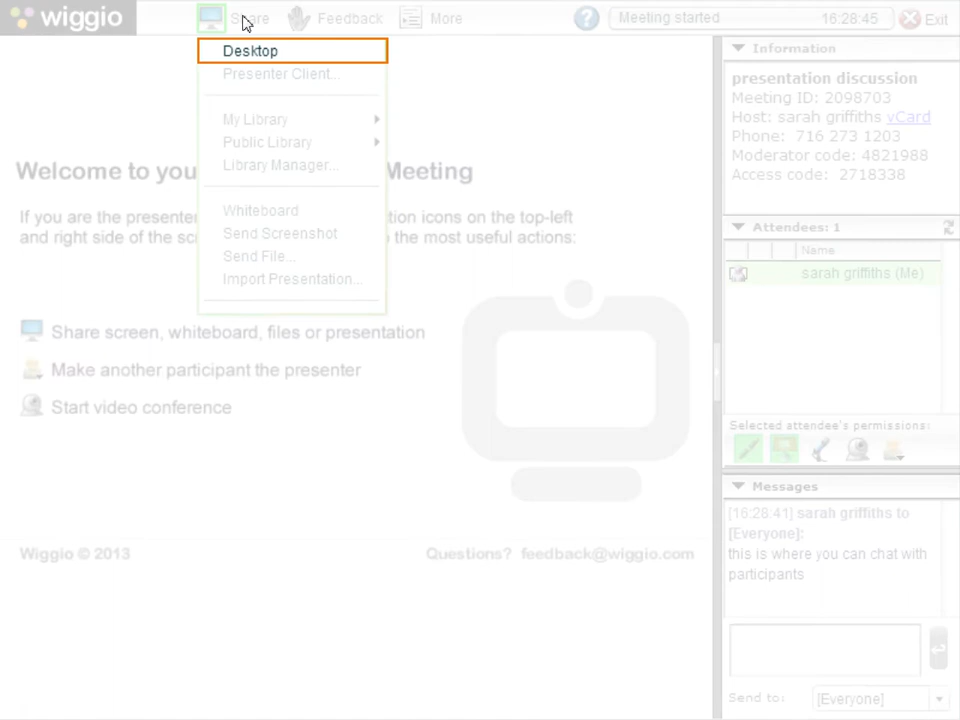 wiggio
Share
Feedback
More
Meeting started 16:28:45
Exit
Desktop
Presenter Client...
My Library
Public Library
Library Manager...
Whiteboard
Send Screenshot
Send File...
Import Presentation...
Welcome to you Meeting
If you are the presenter tion icons on the top-left
and right side of the scr the most useful actions:
Share screen, whiteboard, files or presentation
Make another participant the presenter
Start video conference
Wiggio © 2013
Questions? feedback@wiggio.com
Information
presentation discussion
Meeting ID: 2098703
Host: sarah griffiths vCard
Phone: 716 273 1203
Moderator code: 4821988
Access code: 2718338
Attendees: 1
Name
sarah griffiths (Me)
Selected attendee's permissions:
Messages
[16:28:41] sarah griffiths to
[Everyone]:
this is where you can chat with
participants
Send to: [Everyone]